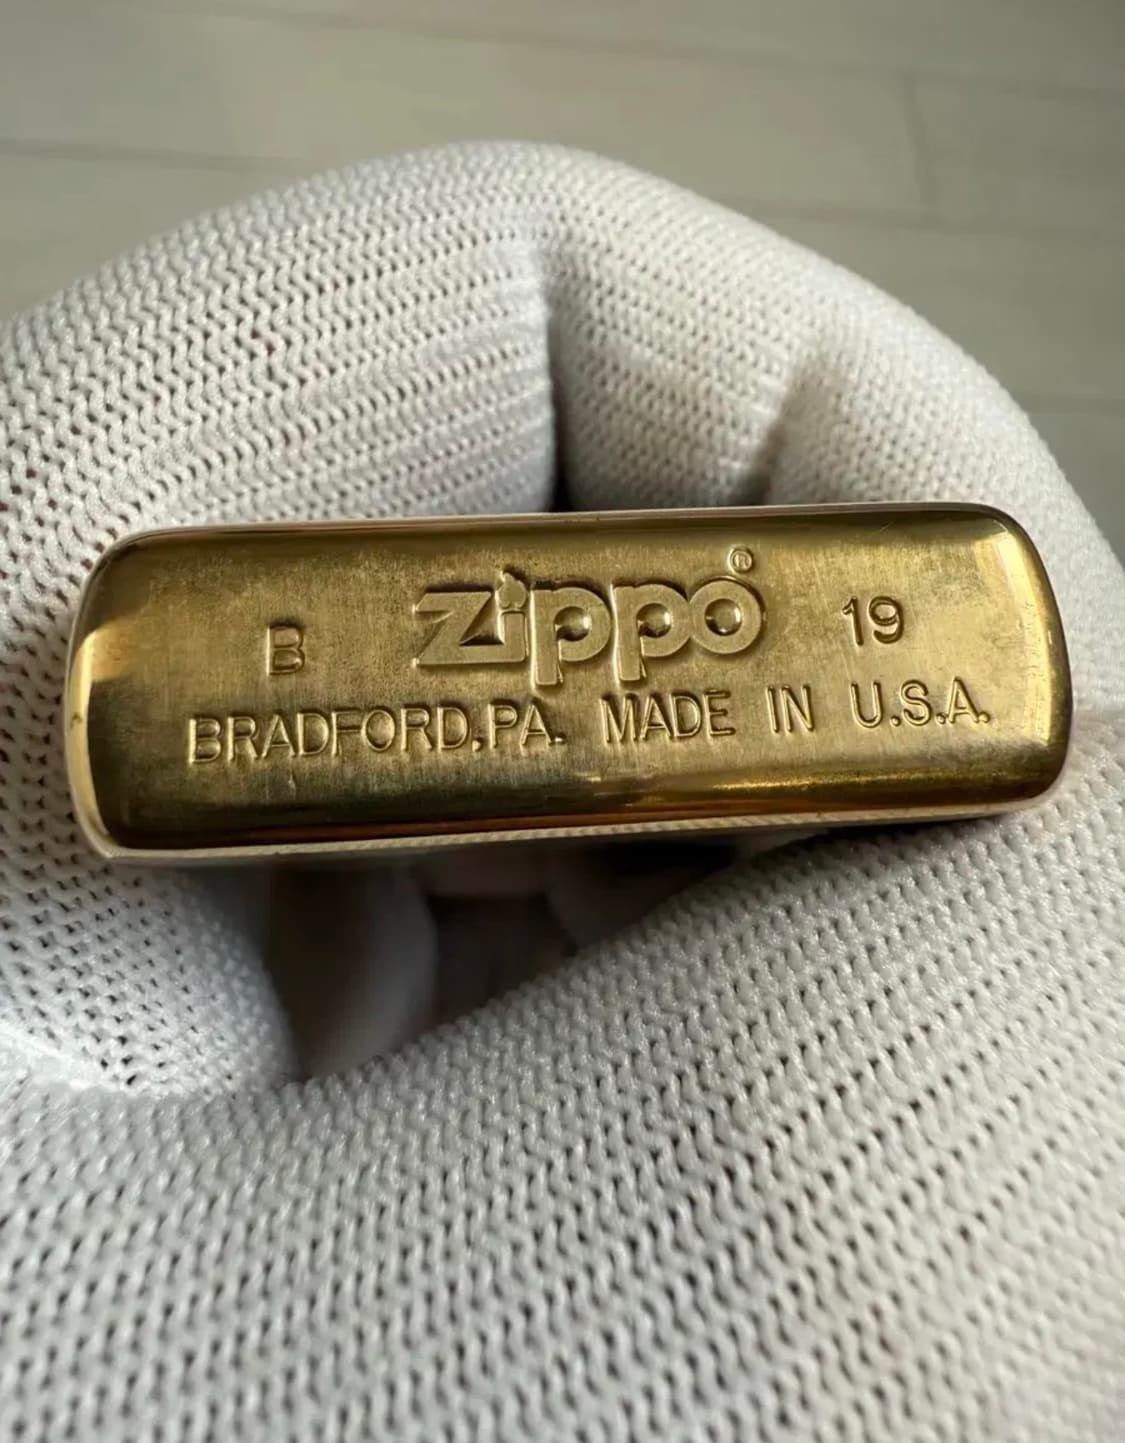 B zippo® 19
BRADFORD,PA. MADE IN U.S.A.